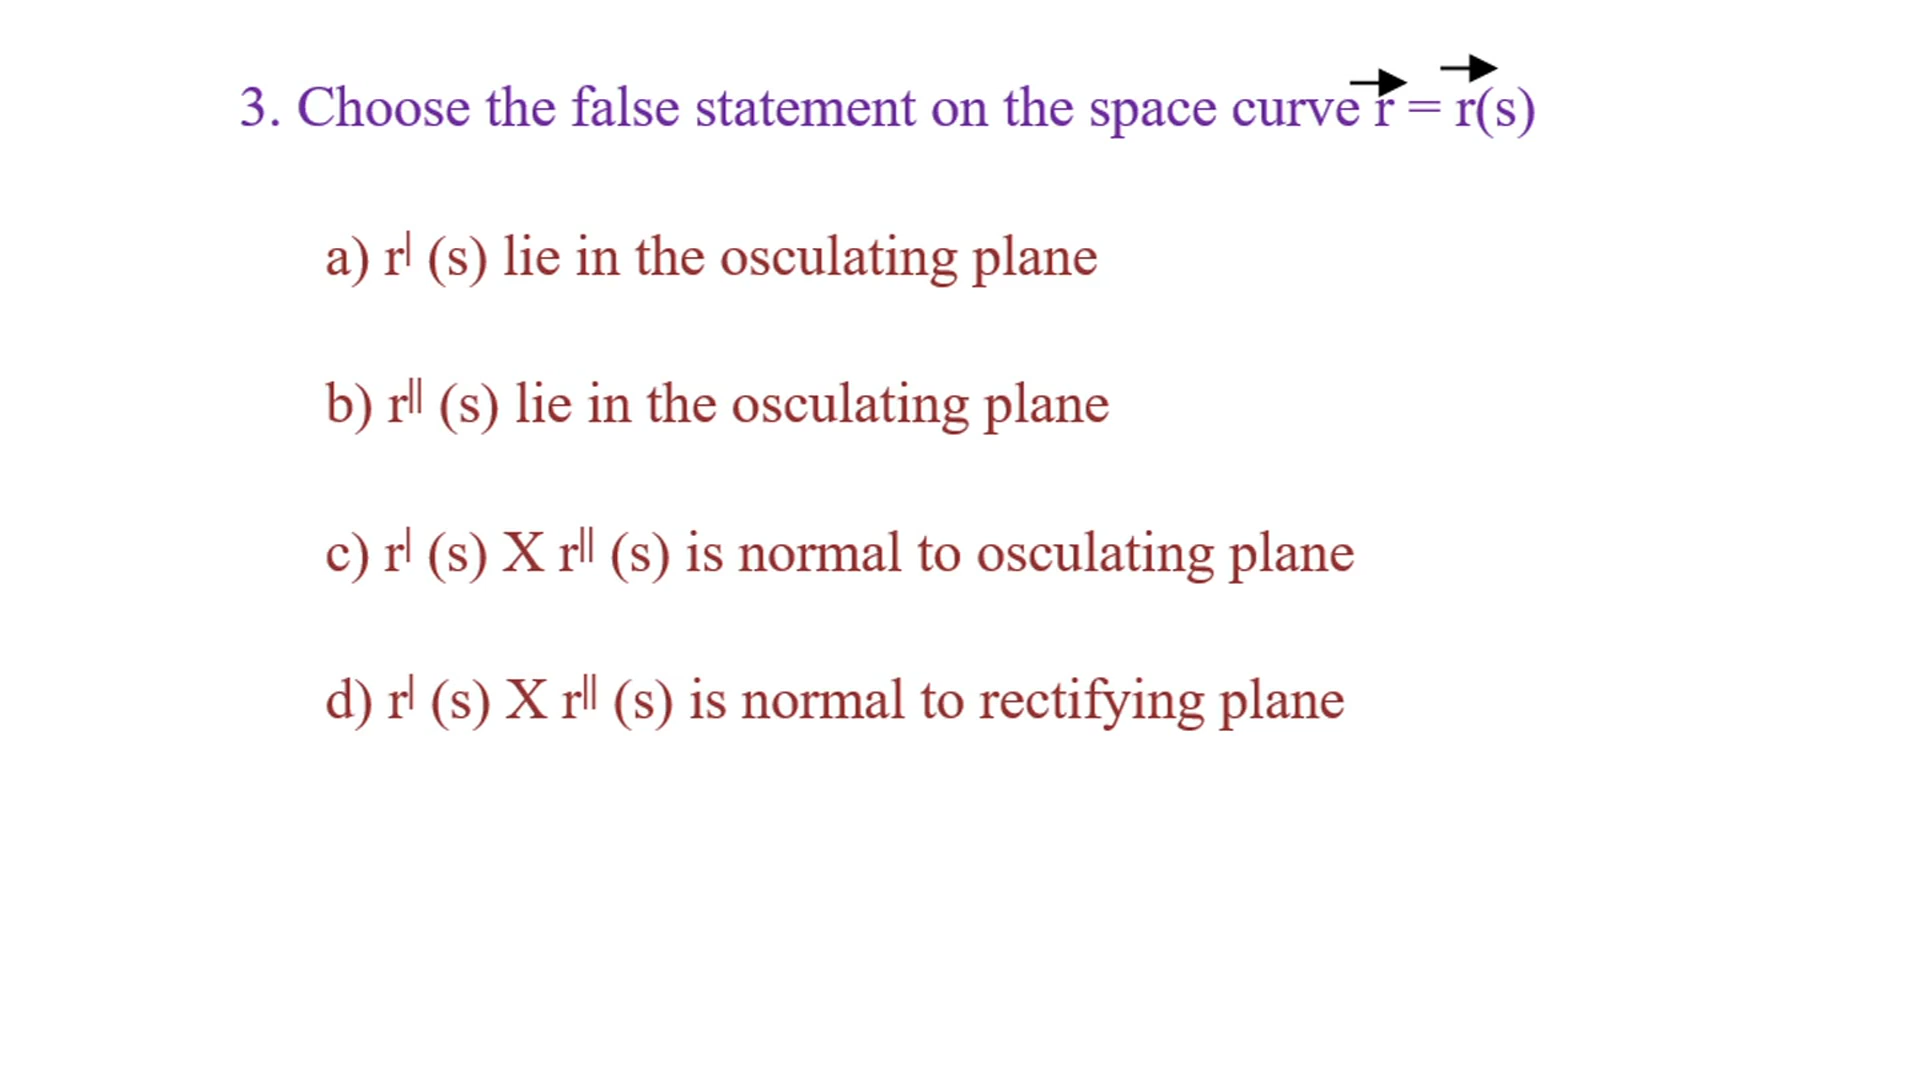 3. Choose the false statement on the space curve r⃗ = r⃗(s)
a) r| (s) lie in the osculating plane
b) r|| (s) lie in the osculating plane
c) r| (s) X r|| (s) is normal to osculating plane
d) r| (s) X r|| (s) is normal to rectifying plane